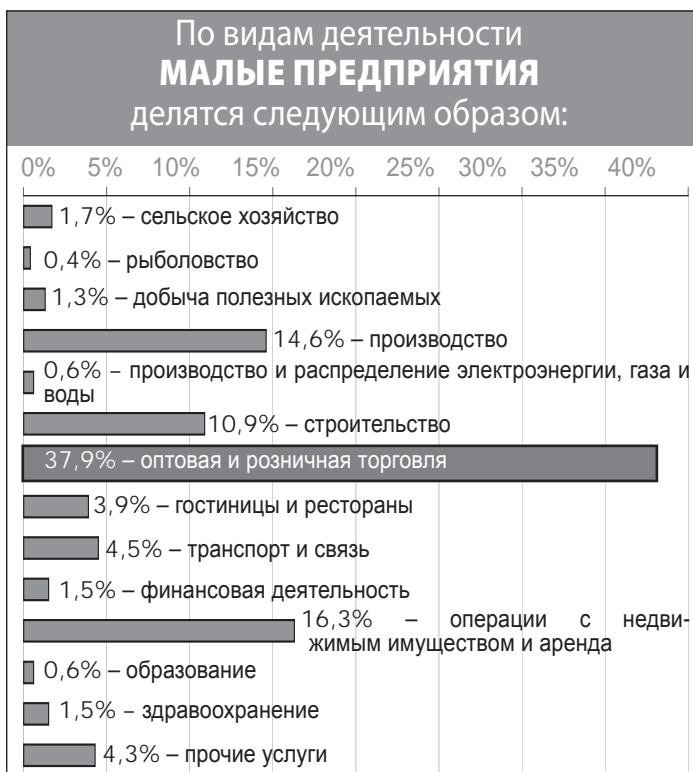 По видам деятельности
МАЛЫЕ ПРЕДПРИЯТИЯ
делятся следующим образом:
0% 5% 10% 15% 20% 25% 30% 35% 40%
1,7% – сельское хозяйство
0,4% – рыболовство
1,3% – добыча полезных ископаемых
14,6% – производство
0,6% – производство и распределение электроэнергии, газа и
воды
10,9% – строительство
37,9% – оптовая и розничная торговля
3,9% – гостиницы и рестораны
4,5% – транспорт и связь
1,5% – финансовая деятельность
16,3% – операции с недви-
жимым имуществом и аренда
0,6% – образование
1,5% – здравоохранение
4,3% – прочие услуги